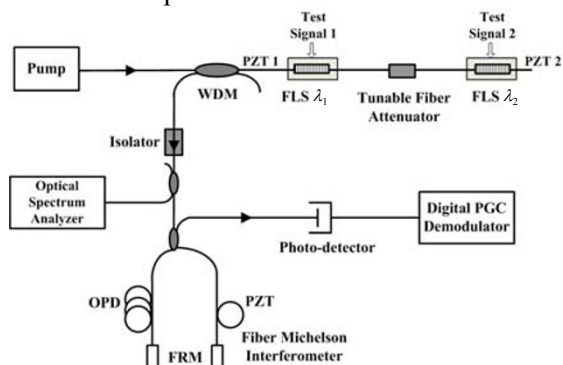 Test
Signal 1
Test
Signal 2
Pump
PZT 1
PZT 2
WDM
FLS λ1
Tunable Fiber
Attenuator
FLS λ2
Isolator
Optical
Spectrum
Analyzer
Photo-detector
Digital PGC
Demodulator
OPD
PZT
Fiber Michelson
Interferometer
FRM